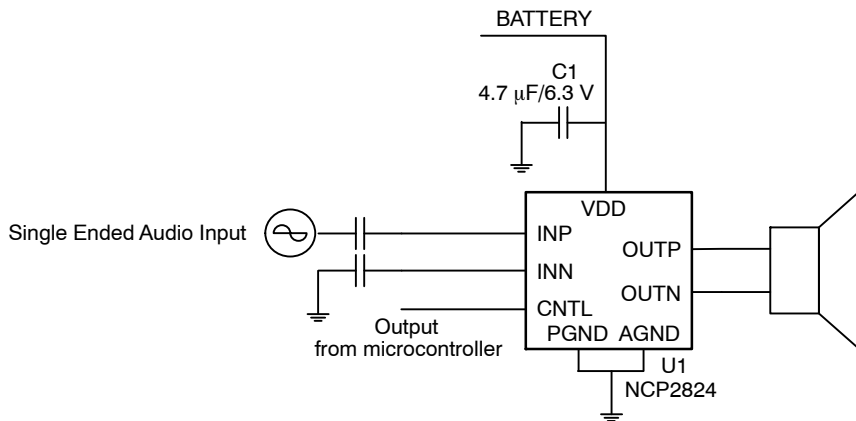 BATTERY
C1
4.7 μF/6.3 V
VDD
Single Ended Audio Input
INP
INN
CNTL
OUTP
OUTN
Output
from microcontroller
PGND AGND
U1
NCP2824